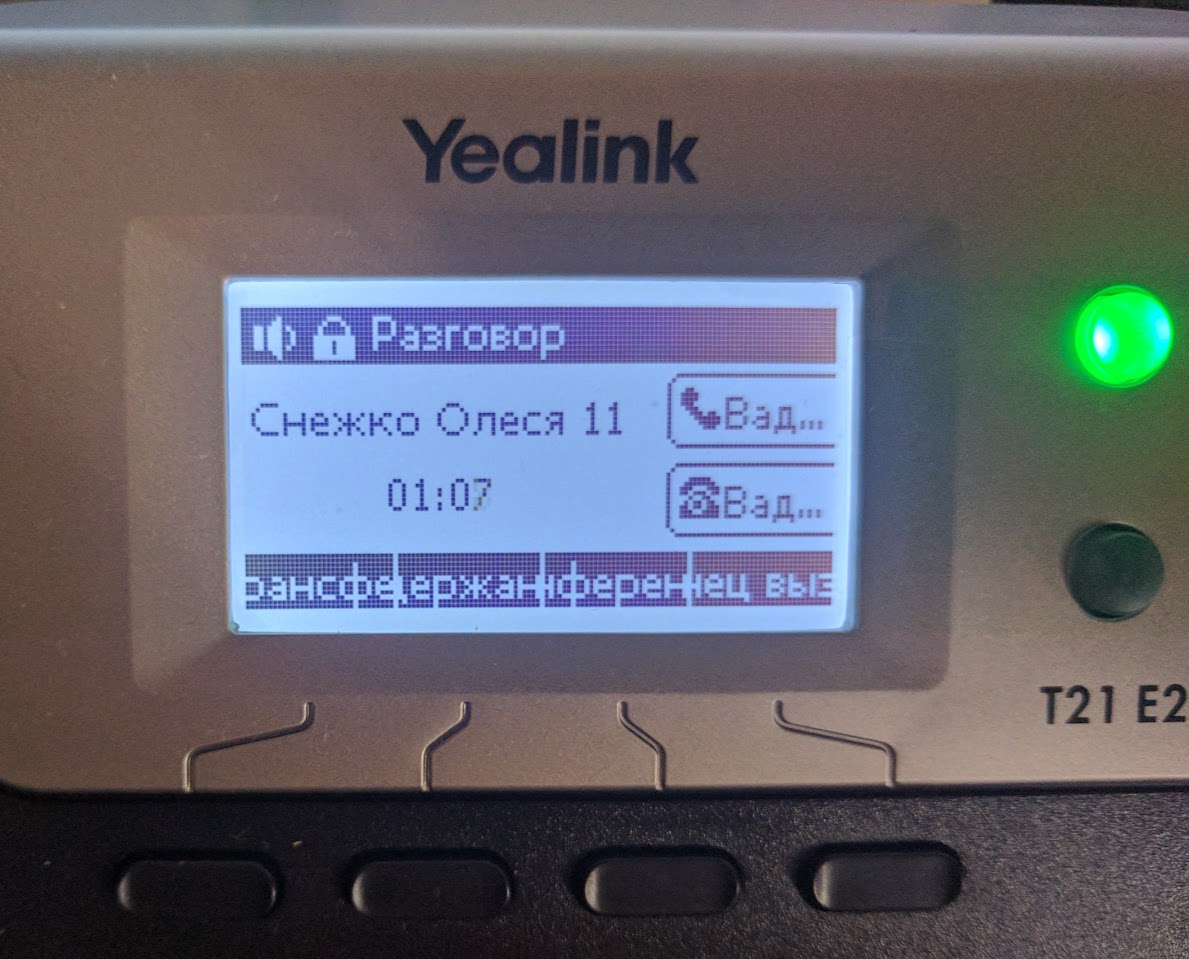 Yealink
Разговор
Снежко Олеся 11
Вад...
01:07
Вад...
рансфе ержан нферен нец выз
T21 E2